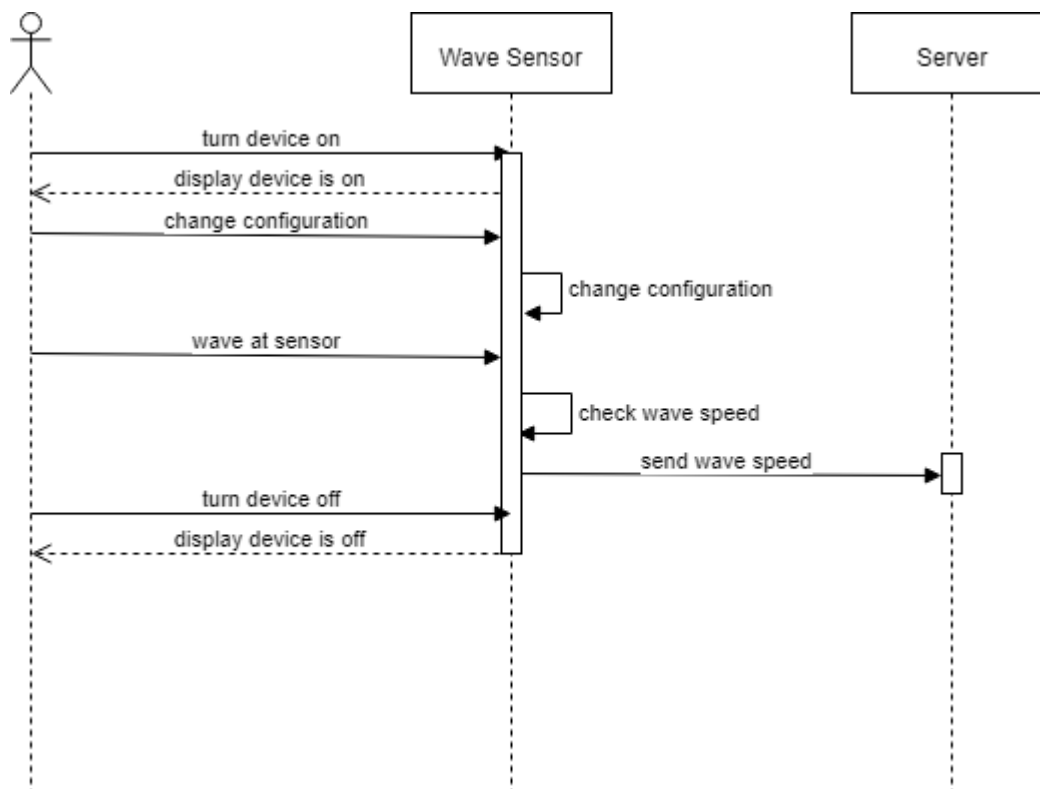 Wave Sensor
Server
turn device on
display device is on
change configuration
change configuration
wave at sensor
check wave speed
send wave speed
turn device off
display device is off